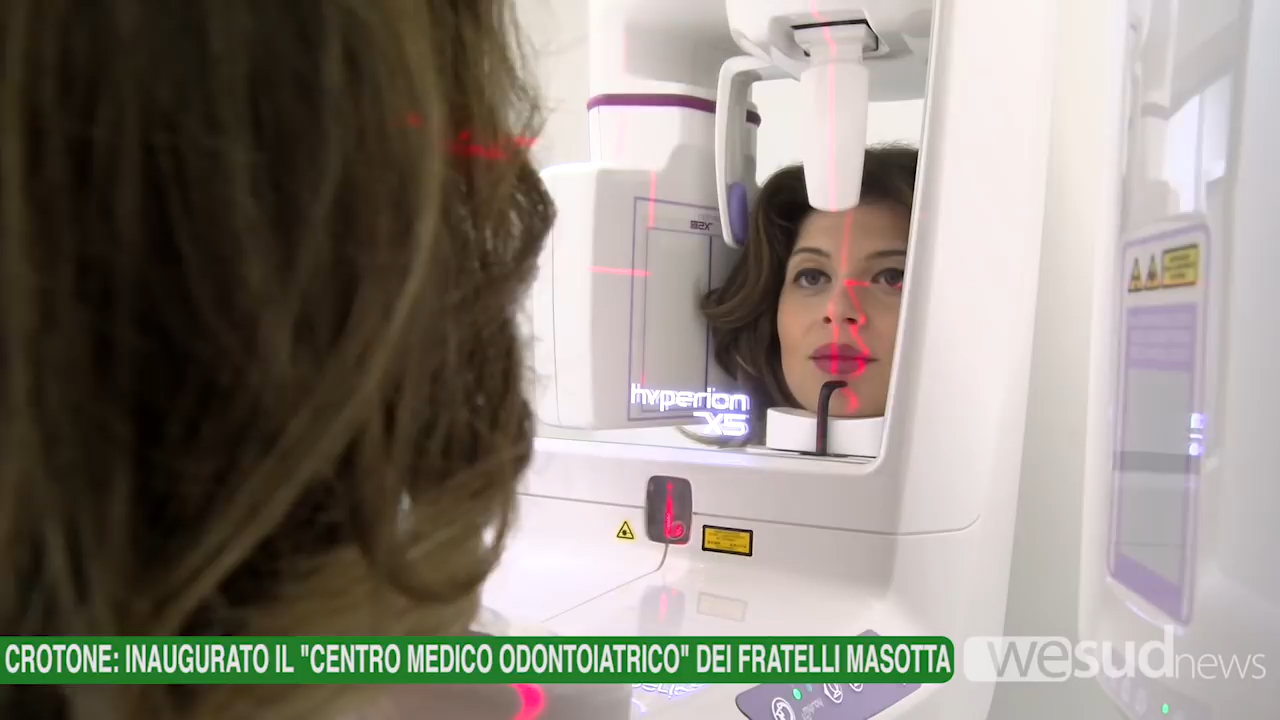 hyperion
X5
CROTONE: INAUGURATO IL "CENTRO MEDICO ODONTOIATRICO" DEI FRATELLI MASOTTA
wesudnews